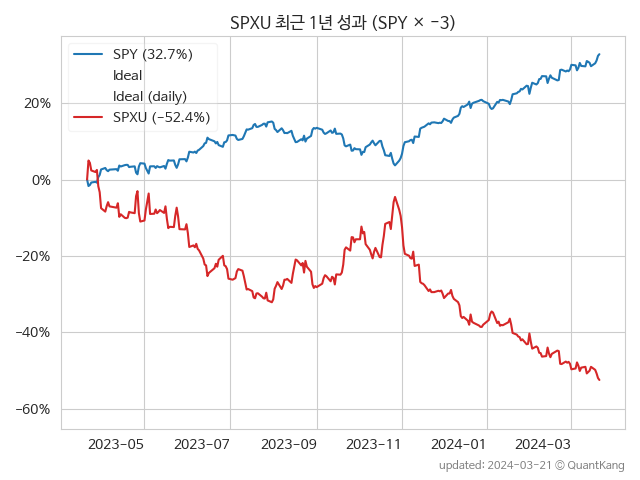 SPXU 최근 1년 성과 (SPY × −3)
SPY (32.7%)
Ideal
Ideal (daily)
SPXU (−52.4%)
20%
0%
−20%
−40%
−60%
2023−05
2023−07
2023−09
2023−11
2024−01
2024−03
updated: 2024−03−21 © QuantKang